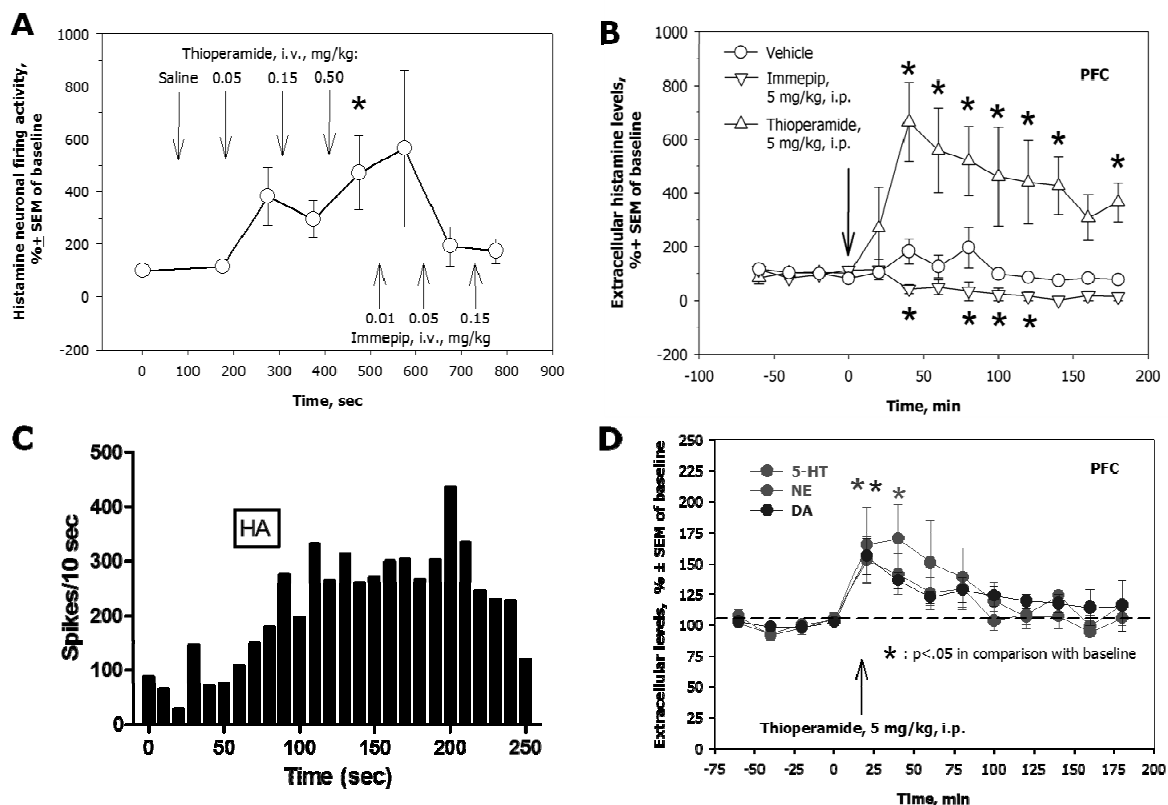 A
Histamine neuronal firing activity,
%± SEM of baseline
1000
800
600
400
200
0
-200
Thioperamide, i.v., mg/kg:
Saline 0.05 0.15 0.50
*
0.01 0.05 0.15
Immepip, i.v., mg/kg
0 100 200 300 400 500 600 700 800 900
Time, sec
B
Extracellular histamine levels,
%± SEM of baseline
1000
800
600
400
200
0
-200
Vehicle
Immepip,
5 mg/kg, i.p.
Thioperamide,
5 mg/kg, i.p.
PFC
* * * * * * *
* * * *
-100 -50 0 50 100 150 200
Time, min
C
Spikes/10 sec
500
400
300
200
100
0
HA
0 50 100 150 200 250
Time (sec)
D
Extracellular levels, % ± SEM of baseline
250
225
200
175
150
125
100
75
50
25
0
5-HT
NE
DA
PFC
* * *
* : p<.05 in comparison with baseline
Thioperamide, 5 mg/kg, i.p.
-75 -50 -25 0 25 50 75 100 125 150 175 200
Time, min